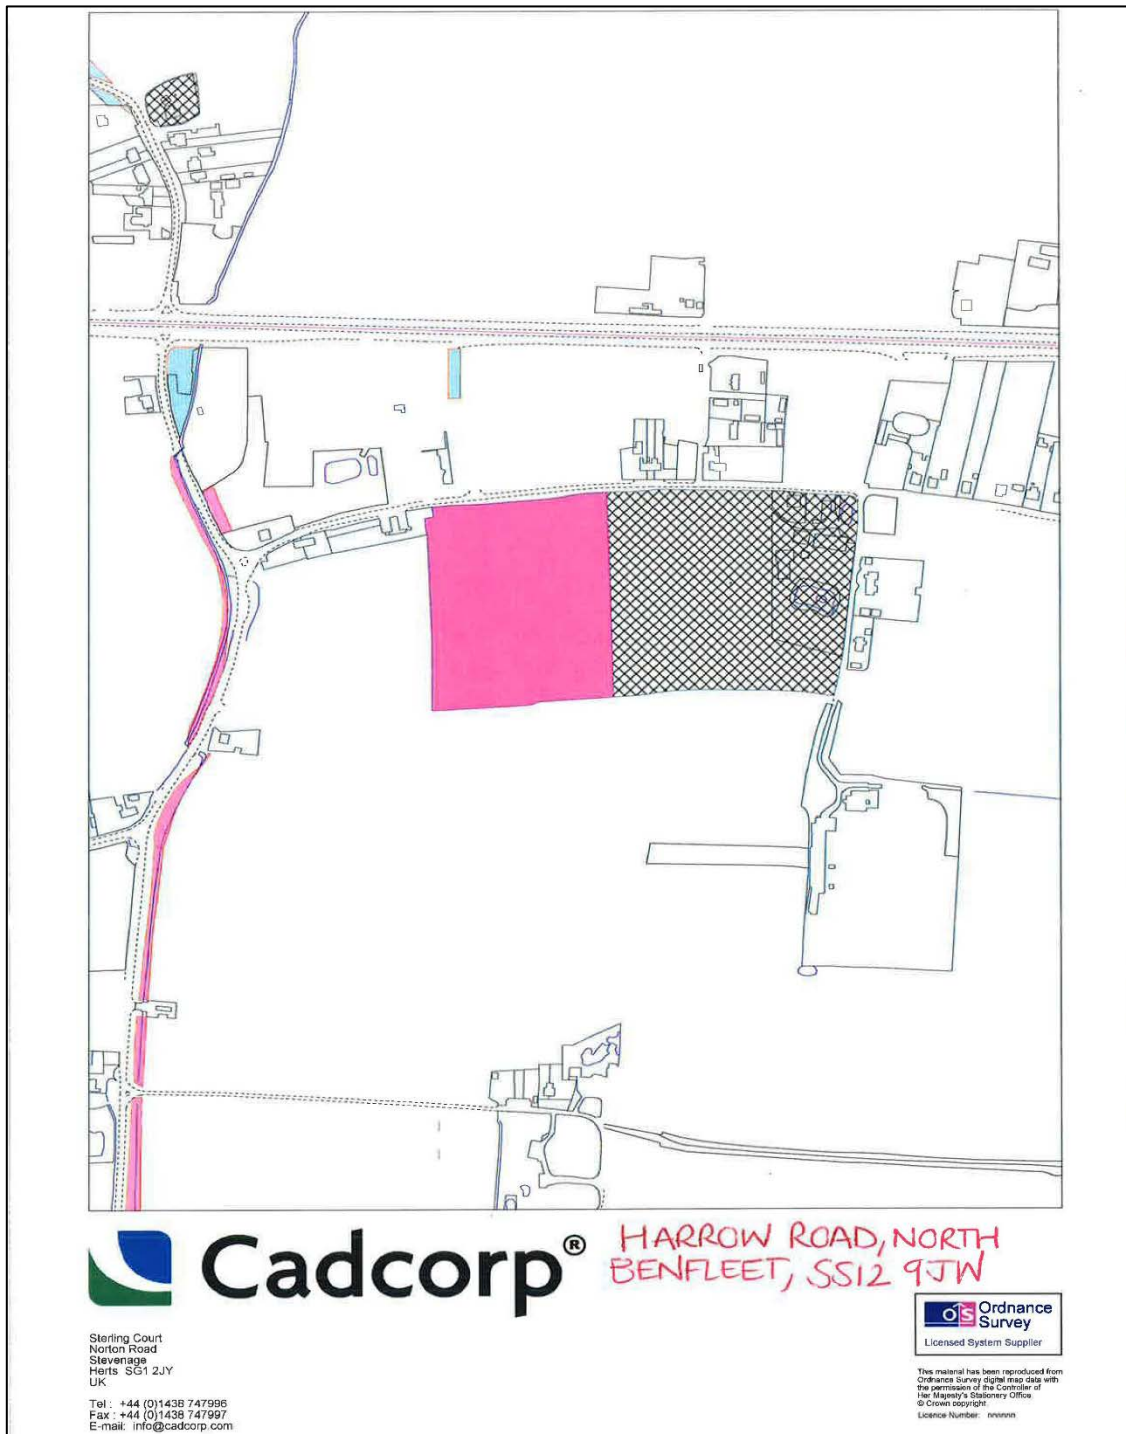 Cadcorp®
HARROW ROAD, NORTH
BENFLEET, SS12 9JW
Sterling Court
Norton Road
Stevenage
Herts SG1 2JY
UK
Tel : +44 (0)1438 747996
Fax : +44 (0)1438 747997
E-mail: info@cadcorp.com
OS Ordnance
Survey
Licensed System Supplier
This material has been reproduced from
Ordnance Survey digital map data with
the permission of the Controller of
Her Majesty's Stationery Office.
© Crown copyright
Licence Number: nnnnnn